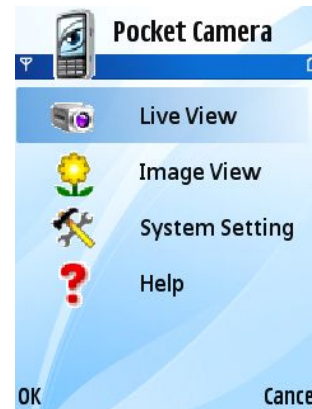 Pocket Camera
Live View
Image View
System Setting
Help
OK
Cance